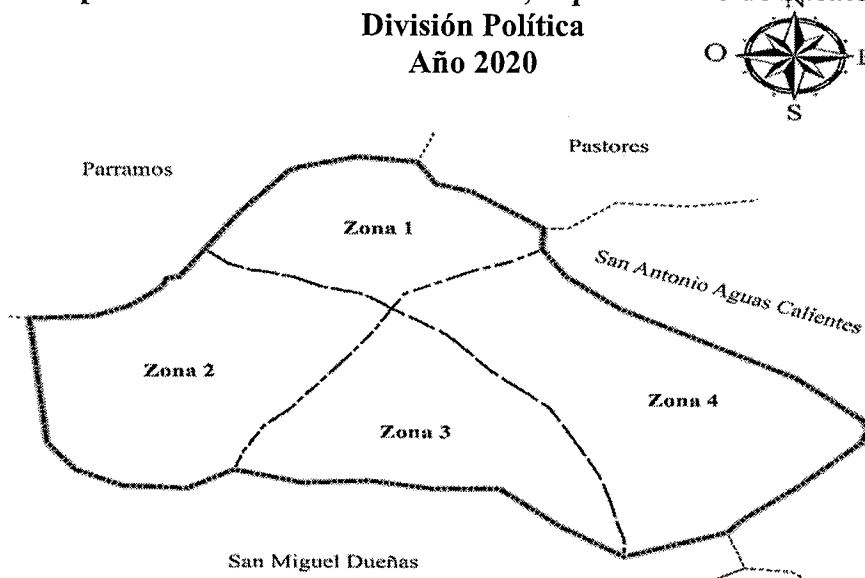 División Política
Año 2020
N
O
E
S
Parramos
Pastores
Zona 1
San Antonio Aguas Calientes
Zona 2
Zona 4
Zona 3
San Miguel Dueñas